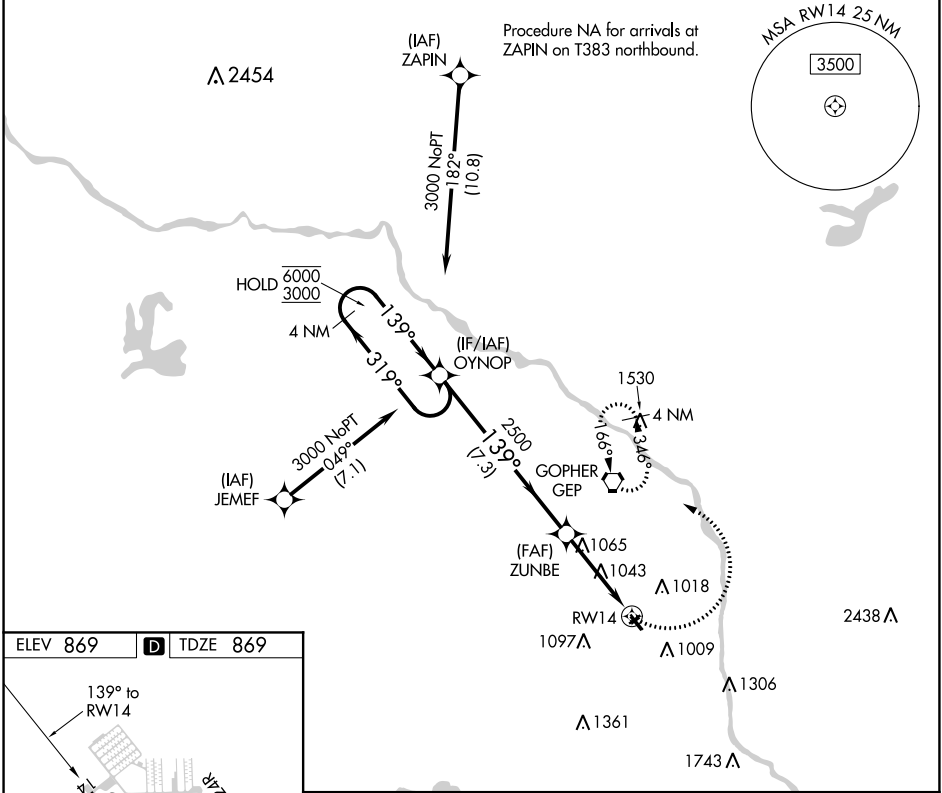 Procedure NA for arrivals at
ZAPIN on T383 northbound.
MSA RW14 25 NM
3500
(IAF)
ZAPIN
2454
3000 NoPT
182°
(10.8)
HOLD 6000
3000
4 NM
139°
319°
(IF/IAF)
OYNOP
3000 NoPT
049°
(7.1)
(IAF)
JEMEF
2500
139°
(7.3)
1530
4 NM
166°
346°
GOPHER
GEP
(FAF)
ZUNBE
1065
1043
1018
RW14
1097
1009
2438
1306
1361
1743
ELEV 869
D
TDZE 869
139° to
RW14
14
24R